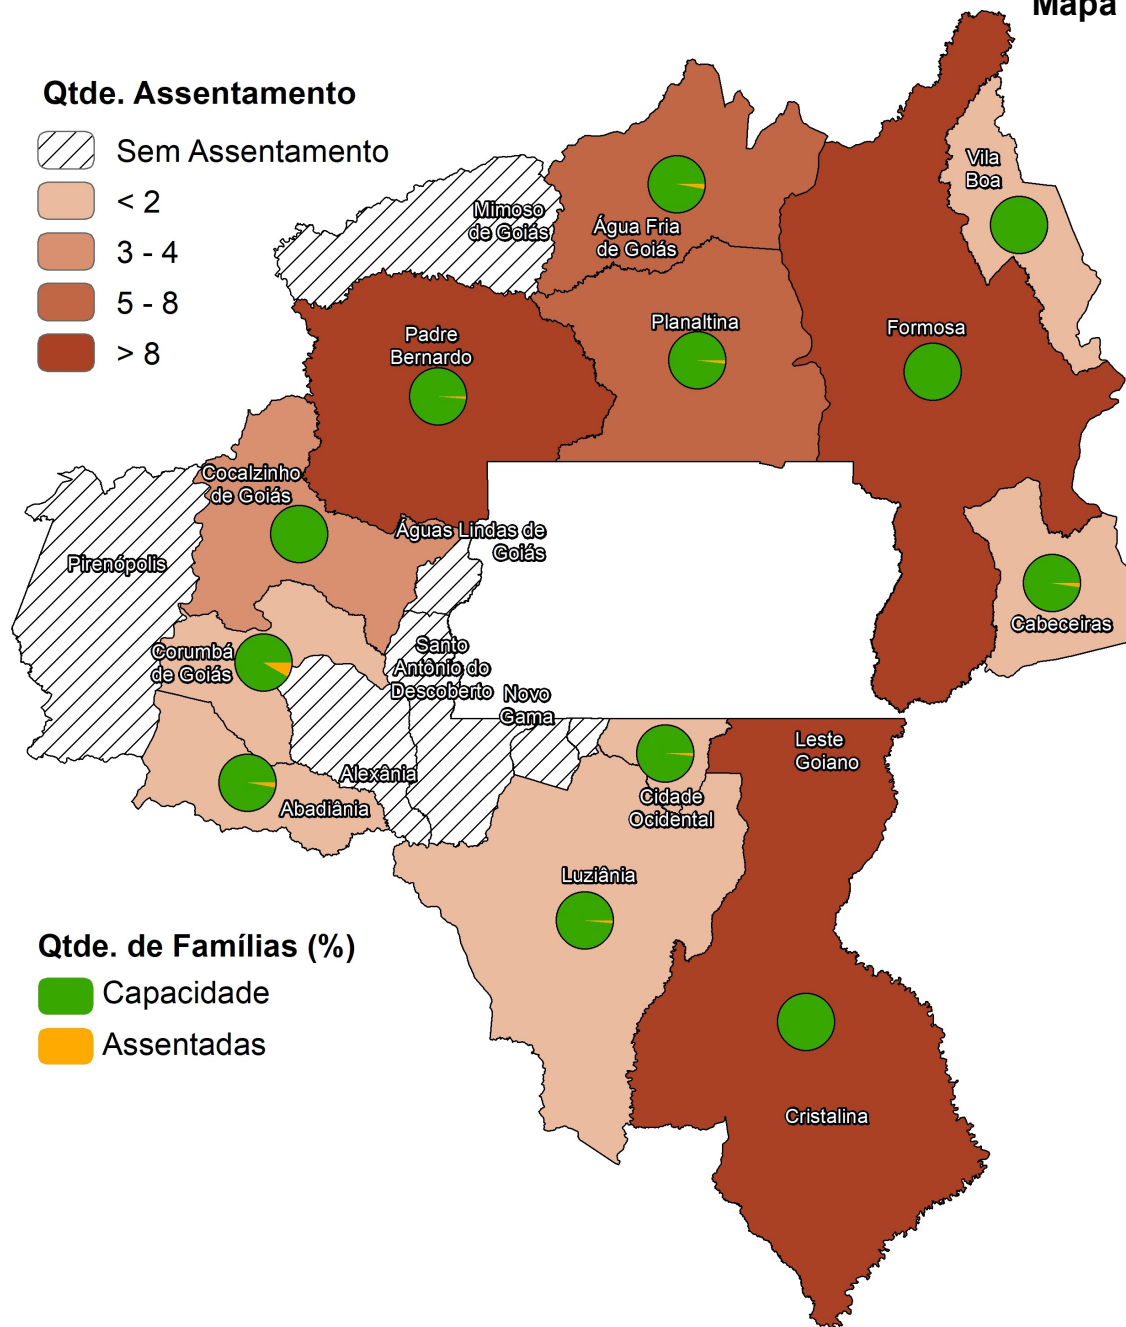 Mapa
Qtde. Assentamento
Sem Assentamento
< 2
3 - 4
5 - 8
> 8
Vila
Boa
Mimoso
de Goiás
Água Fria
de Goiás
Planaltina
Formosa
Padre
Bernardo
Cocalzinho
de Goiás
Águas Lindas de
Goiás
Pirenópolis
Cabeceiras
Corumbá
de Goiás
Santo
Antônio do
Descoberto
Novo
Gama
Leste
Goiano
Alexânia
Abadiânia
Cidade
Ocidental
Luziânia
Qtde. de Famílias (%)
Capacidade
Assentadas
Cristalina